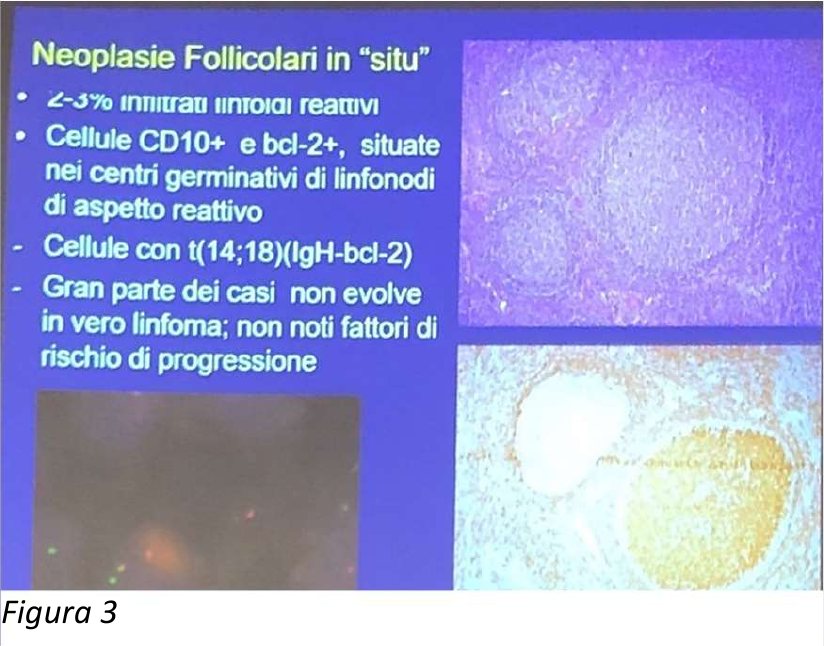 Neoplasie Follicolari in “situ”
• 2-3% infiltrati linfoidi reattivi
• Cellule CD10+ e bcl-2+, situate
nei centri germinativi di linfonodi
di aspetto reattivo
- Cellule con t(14;18)(IgH-bcl-2)
- Gran parte dei casi non evolve
in vero linfoma; non noti fattori di
rischio di progressione
Figura 3